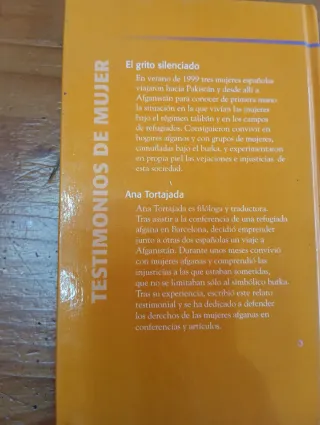 TESTIMONIOS DE MUJER
El grito silenciado
En verano de 1999 tres mujeres españolas
viajaron hacia Pakistán y desde allí a
Afganistán para conocer de primera mano
la situación en la que vivían las mujeres
bajo el régimen talibán y en los campos
de refugiados. Consiguieron convivir en
hogares afganos y con grupos de mujeres,
camufladas bajo el burka, y experimentaron
en propia piel las vejaciones e injusticias de
esta sociedad.
Ana Tortajada
Ana Tortajada es filóloga y traductora.
Tras asistir a la conferencia de una refugiada
afgana en Barcelona, decidió emprender
junto a otras dos españolas un viaje a
Afganistán. Durante unos meses convivió
con mujeres afganas y comprendió las
injusticias a las que estaban sometidas,
que no se limitaban sólo al simbólico burka.
Tras su experiencia, escribió este relato
testimonial y se ha dedicado a defender
los derechos de las mujeres afganas en
conferencias y artículos.